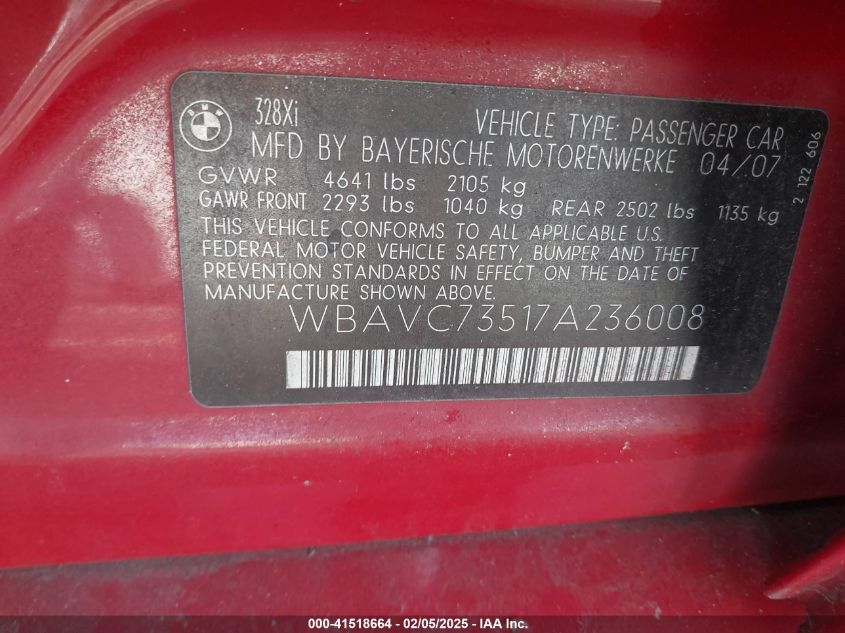 BMW
328Xi
VEHICLE TYPE: PASSENGER CAR
MFD BY BAYERISCHE MOTORENWERKE 04/07
GVWR 4641 lbs 2105 kg
GAWR FRONT 2293 lbs 1040 kg REAR 2502 lbs 1135 kg
THIS VEHICLE CONFORMS TO ALL APPLICABLE U.S.
FEDERAL MOTOR VEHICLE SAFETY, BUMPER AND THEFT
PREVENTION STANDARDS IN EFFECT ON THE DATE OF
MANUFACTURE SHOWN ABOVE.
WBAVC73517A236008
2 122 606
000-41518664 - 02/05/2025 - IAA Inc.